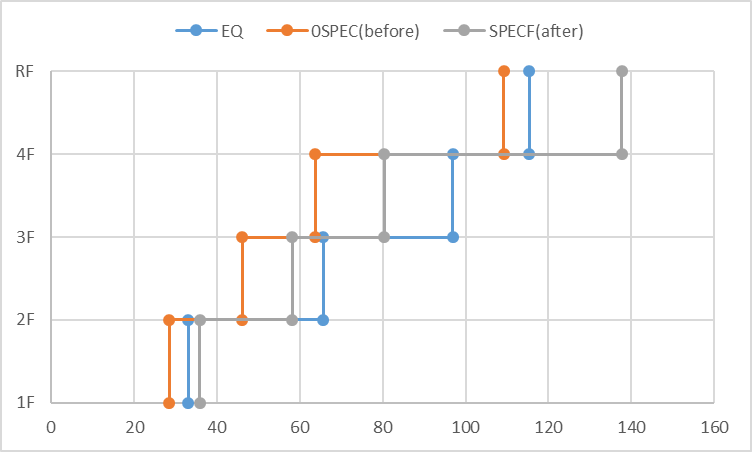 EQ 0SPEC(before) SPECF(after)
RF
4F
3F
2F
1F
0 20 40 60 80 100 120 140 160